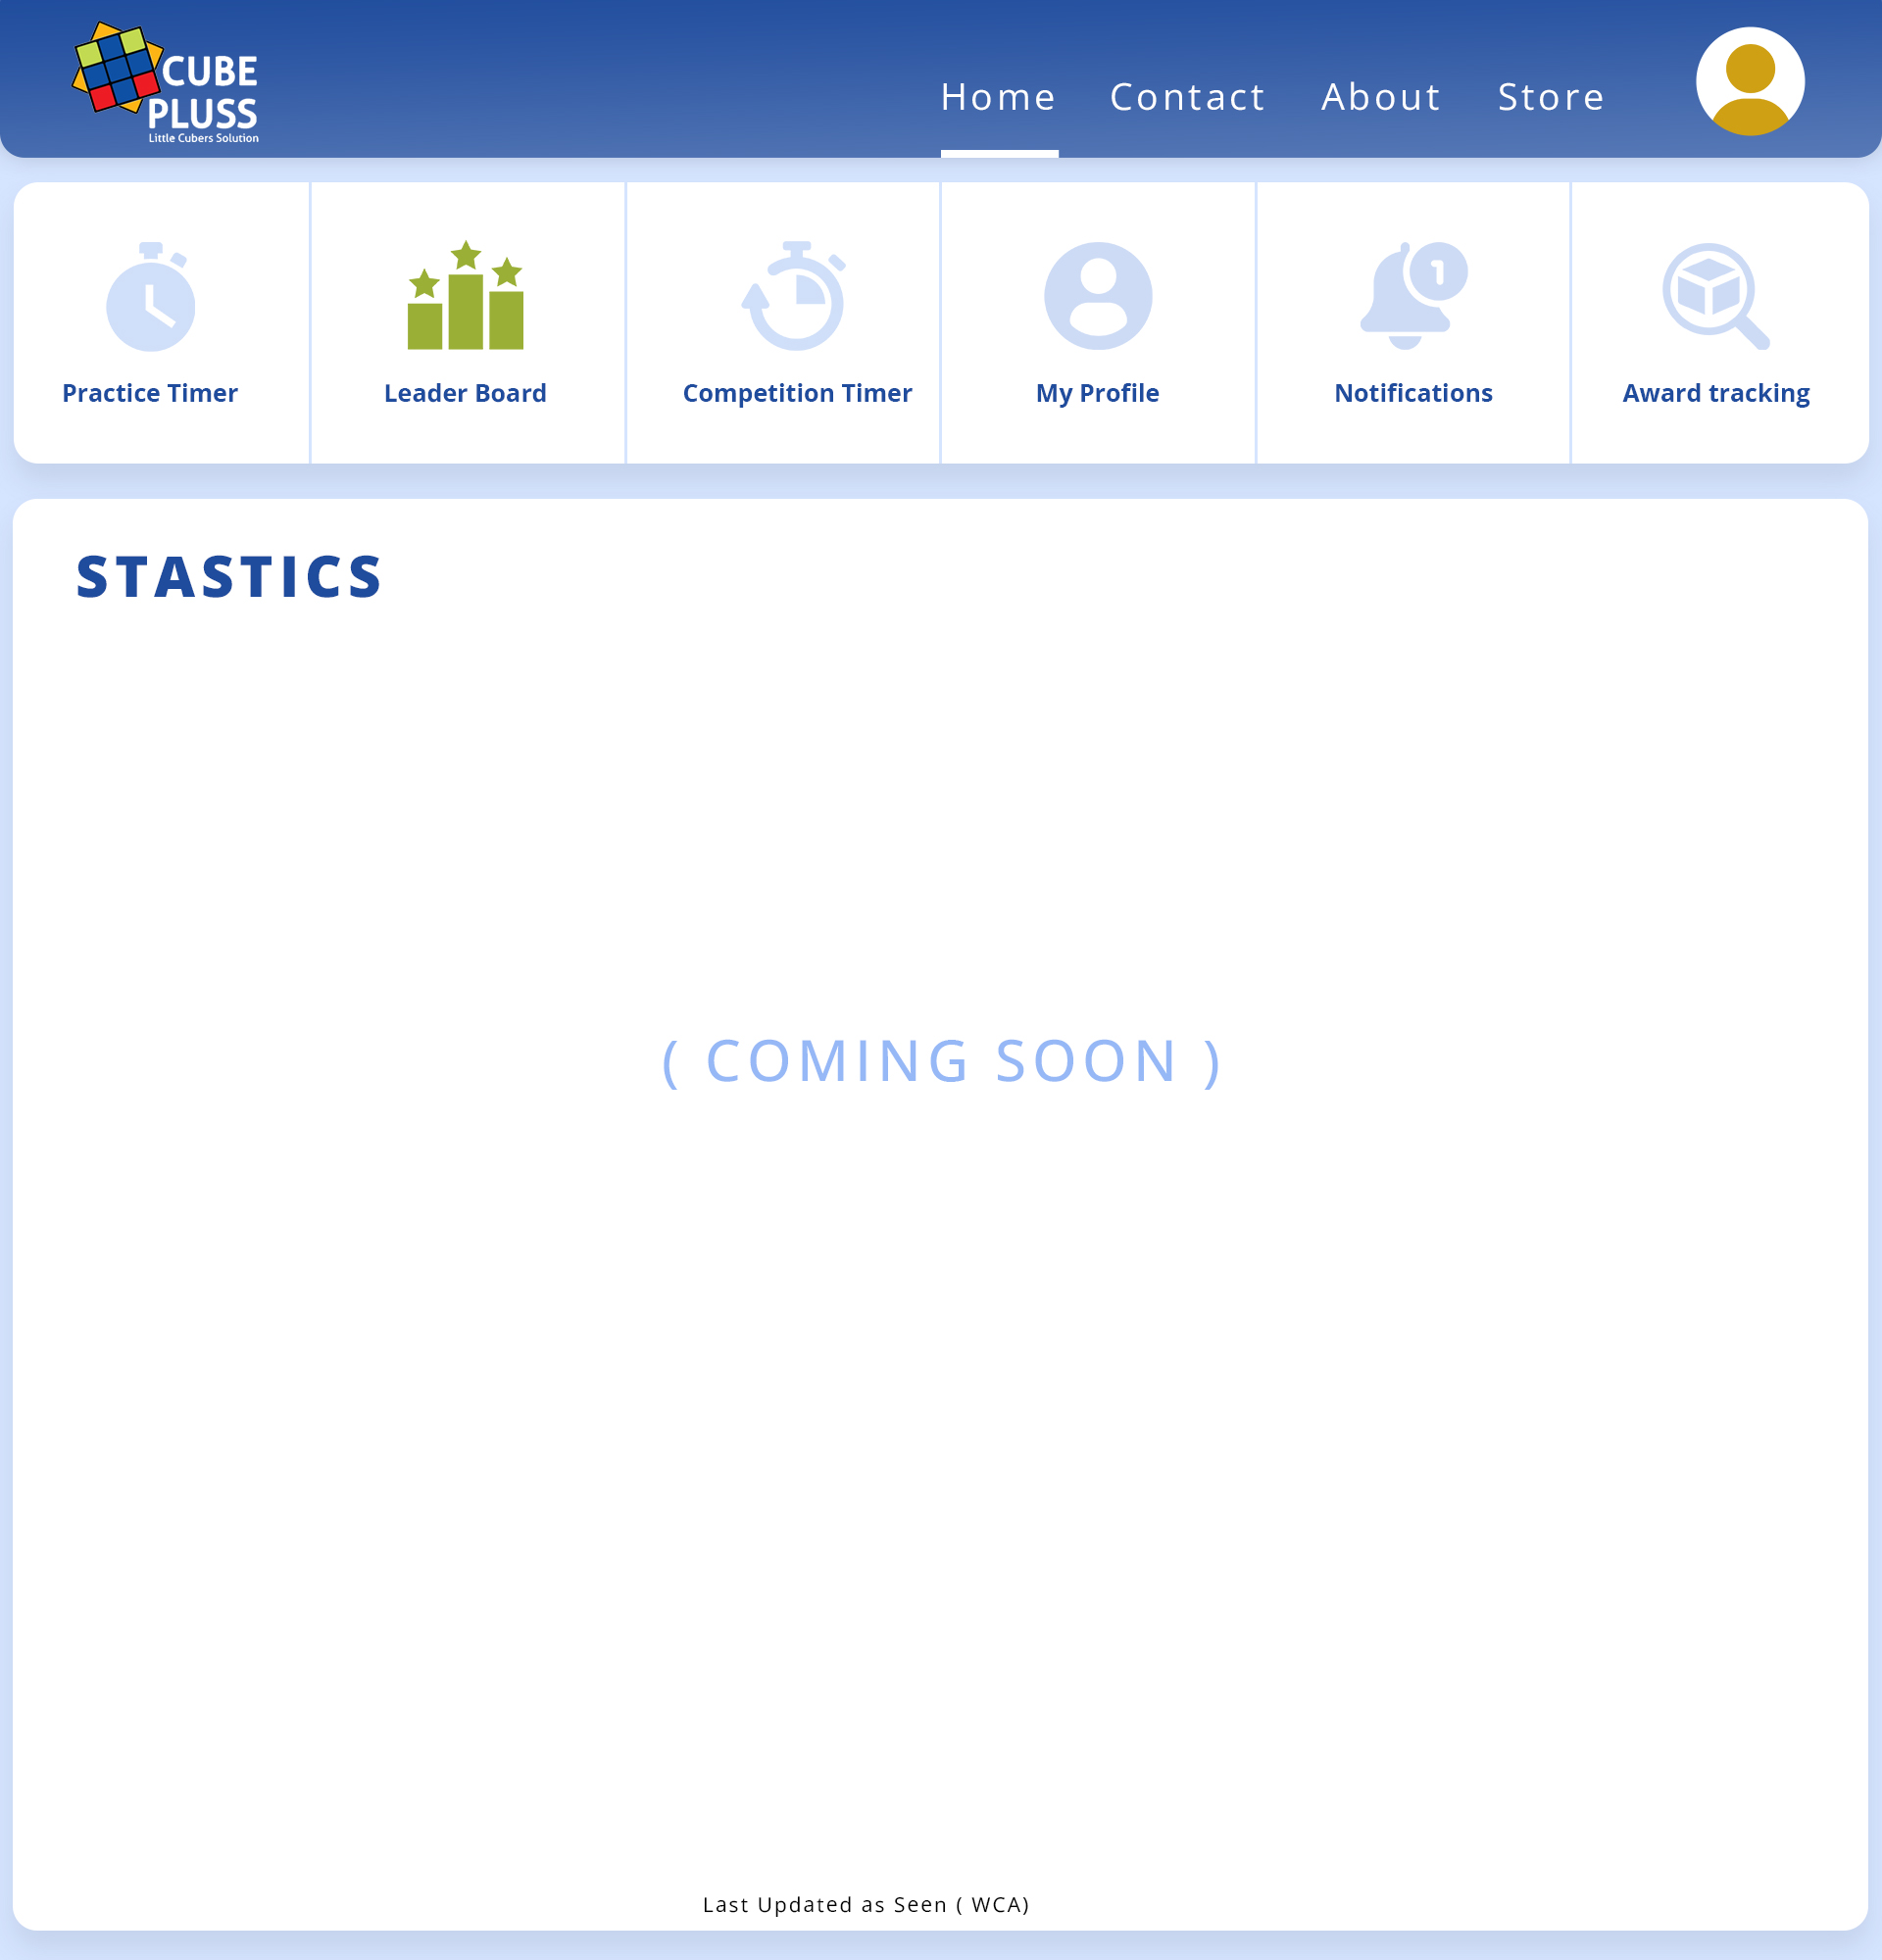 CUBE
PLUSS
Little Cubers Solution
Home Contact About Store
1
Practice Timer Leader Board Competition Timer My Profile Notifications Award tracking
STASTICS
( COMING SOON )
Last Updated as Seen ( WCA)